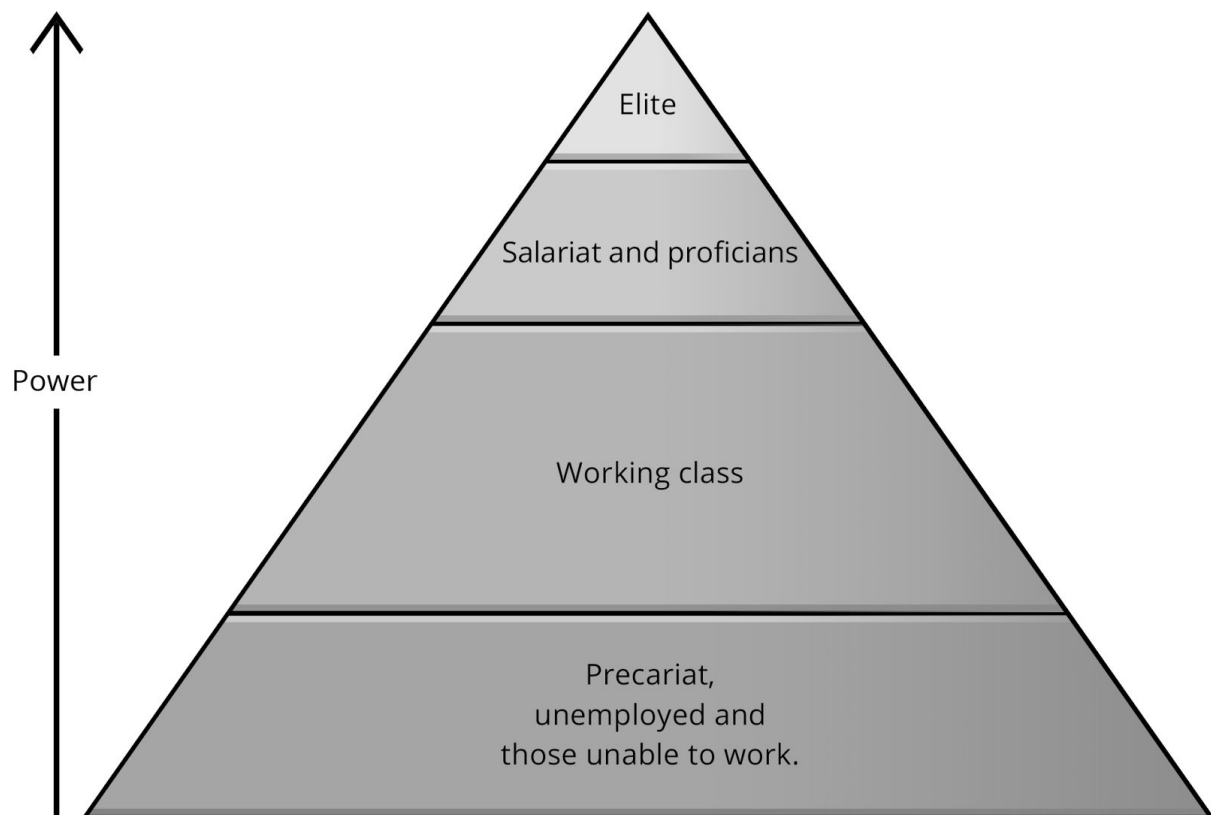 Elite
Salariat and proficians
Power
Working class
Precariat,
unemployed and
those unable to work.